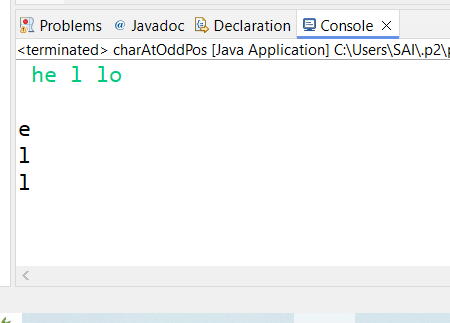 Problems @ Javadoc Declaration Console ×
<terminated> charAtOddPos [Java Application] C:\Users\SAI\.p2\
he l lo
e
l
l